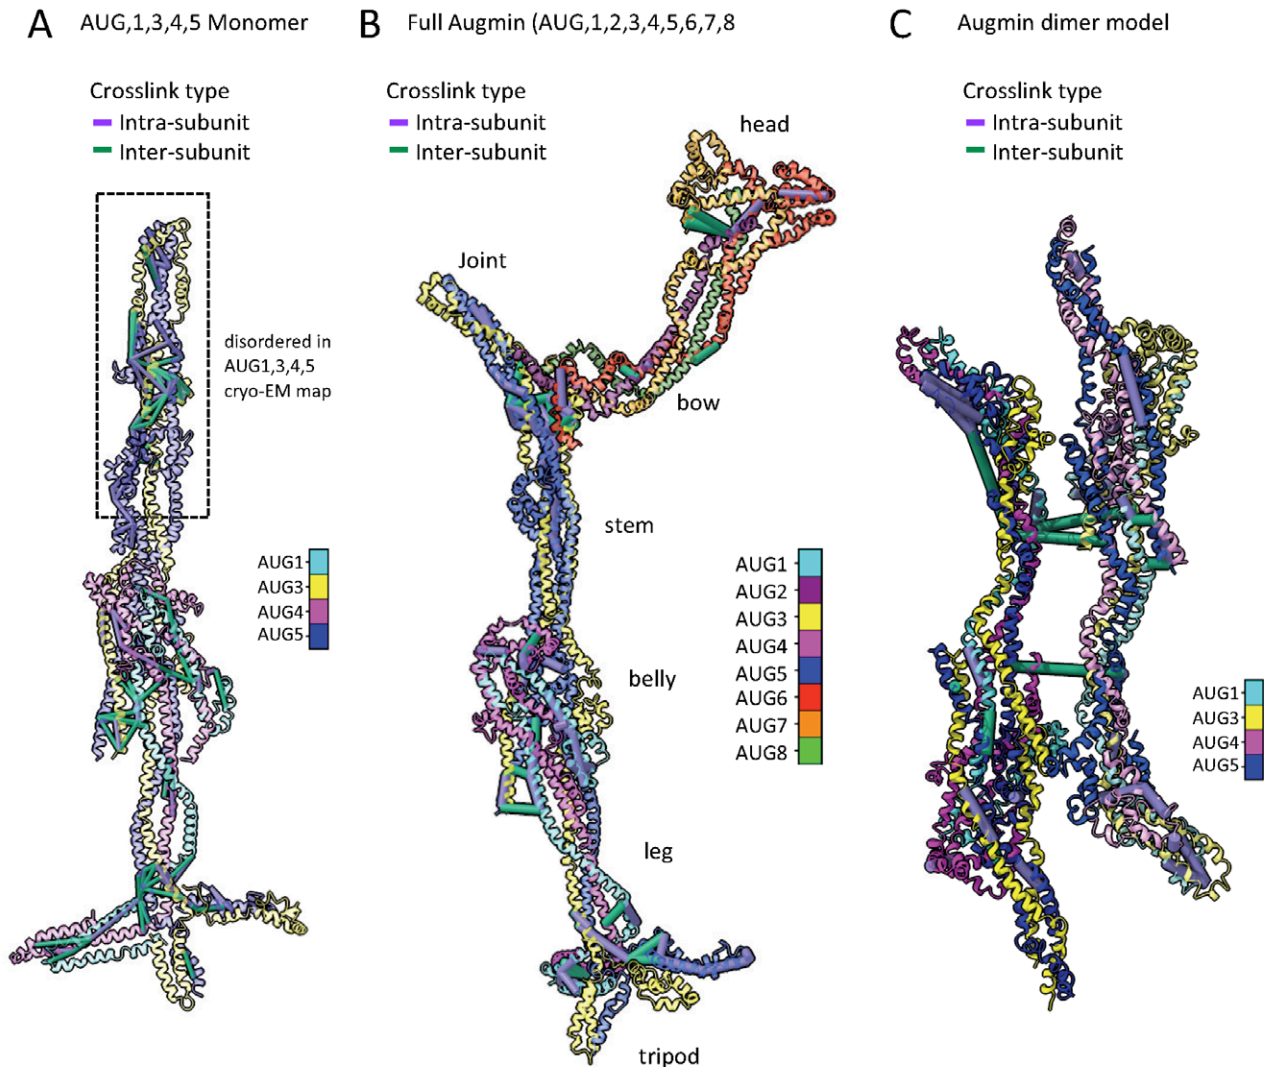 A AUG,1,3,4,5 Monomer
Crosslink type
Intra-subunit
Inter-subunit
disordered in
AUG1,3,4,5
cryo-EM map
AUG1
AUG3
AUG4
AUG5
B Full Augmin (AUG,1,2,3,4,5,6,7,8
Crosslink type
Intra-subunit
Inter-subunit
head
Joint
bow
stem
belly
leg
tripod
AUG1
AUG2
AUG3
AUG4
AUG5
AUG6
AUG7
AUG8
C Augmin dimer model
Crosslink type
Intra-subunit
Inter-subunit
AUG1
AUG3
AUG4
AUG5